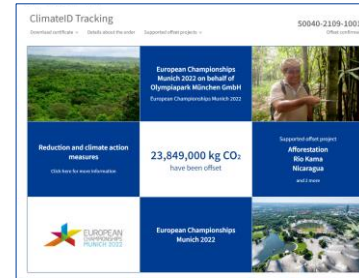 ClimateID Tracking
50040-2109-1001
Offset confirmed
Download certificate
Details about the order
Supported offset projects
European Championships
Munich 2022 on behalf of
Olympiapark München GmbH
European Championships Munich 2022
Reduction and climate action
measures
Click here for more information
23,849,000 kg CO₂
have been offset
Supported offset project
Afforestation
Rio Kama
Nicaragua
and 2 more
EUROPEAN
CHAMPIONSHIPS
MUNICH 2022
European Championships
Munich 2022